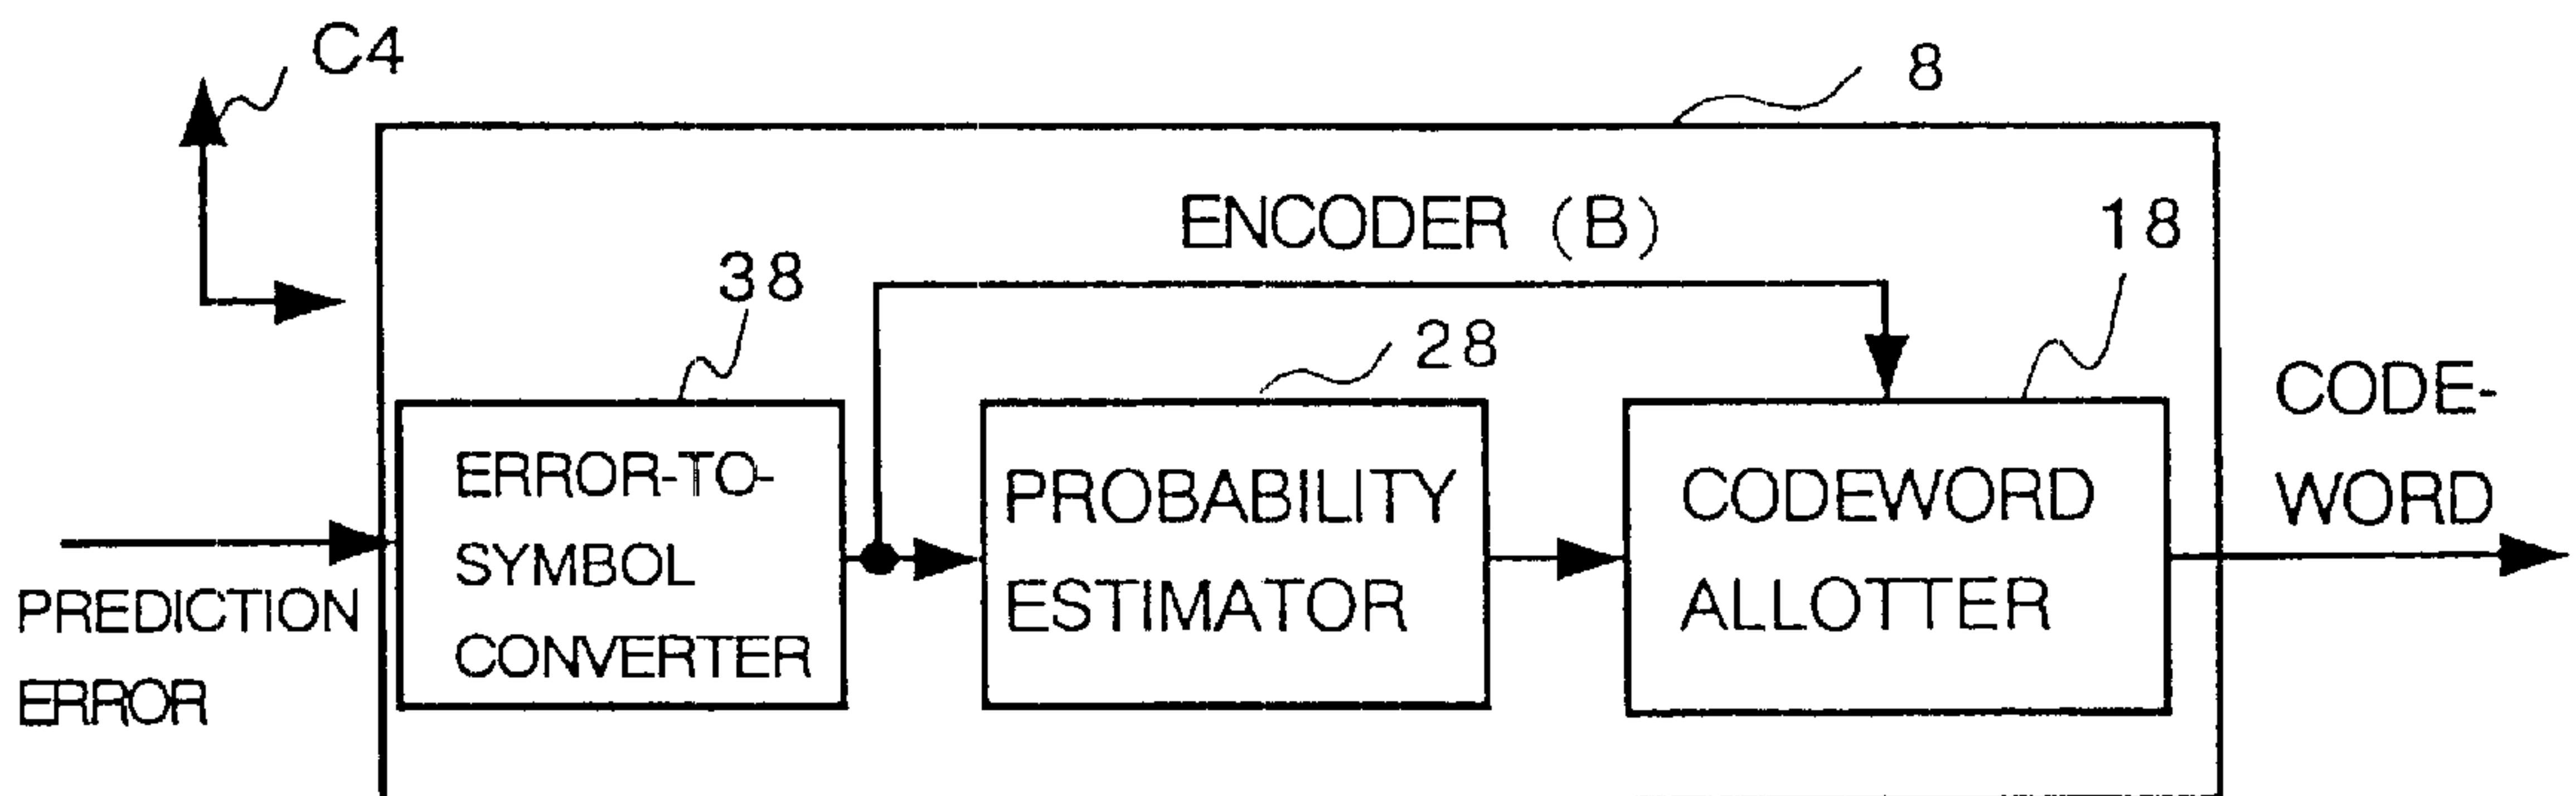 C4
8
ENCODER (B)
18
38
28
ERROR-TO-
SYMBOL
CONVERTER
PROBABILITY
ESTIMATOR
CODEWORD
ALLOTTER
CODE-
WORD
PREDICTION
ERROR